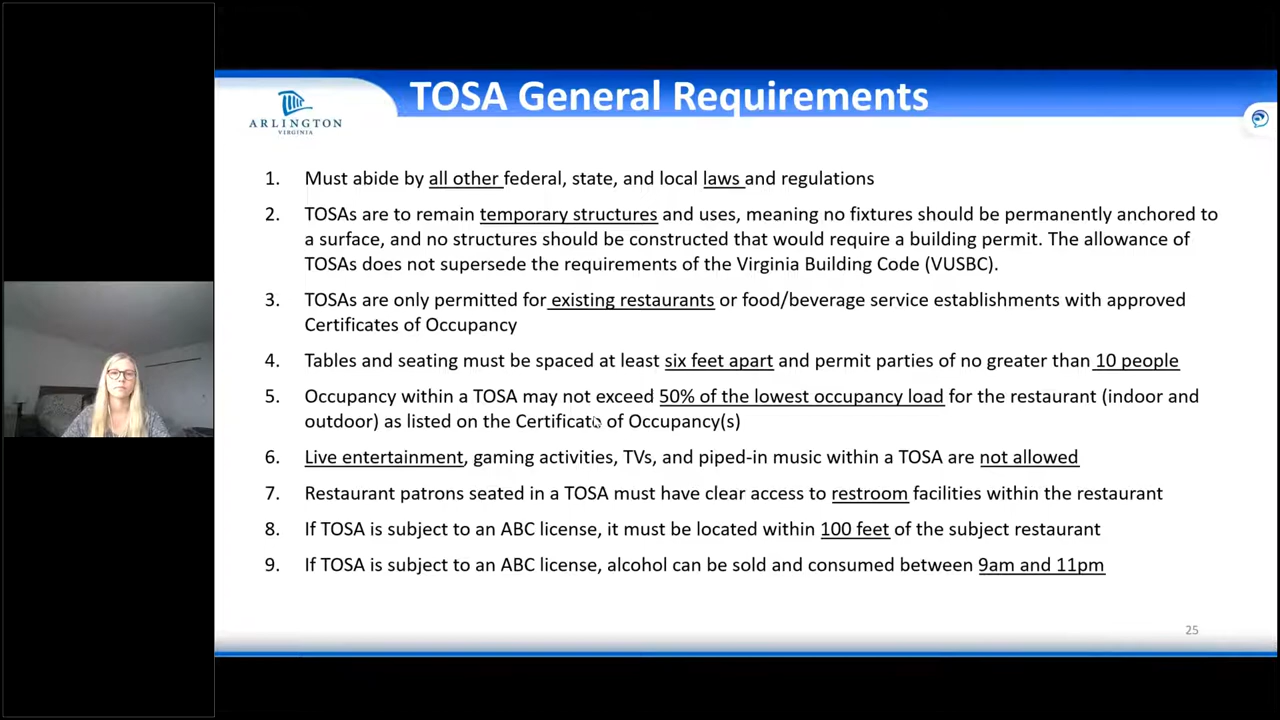 TOSA General Requirements
ARLINGTON
VIRGINIA
1. Must abide by all other federal, state, and local laws and regulations
2. TOSAs are to remain temporary structures and uses, meaning no fixtures should be permanently anchored to
a surface, and no structures should be constructed that would require a building permit. The allowance of
TOSAs does not supersede the requirements of the Virginia Building Code (VUSBC).
3. TOSAs are only permitted for existing restaurants or food/beverage service establishments with approved
Certificates of Occupancy
4. Tables and seating must be spaced at least six feet apart and permit parties of no greater than 10 people
5. Occupancy within a TOSA may not exceed 50% of the lowest occupancy load for the restaurant (indoor and
outdoor) as listed on the Certificate of Occupancy(s)
6. Live entertainment, gaming activities, TVs, and piped-in music within a TOSA are not allowed
7. Restaurant patrons seated in a TOSA must have clear access to restroom facilities within the restaurant
8. If TOSA is subject to an ABC license, it must be located within 100 feet of the subject restaurant
9. If TOSA is subject to an ABC license, alcohol can be sold and consumed between 9am and 11pm
25